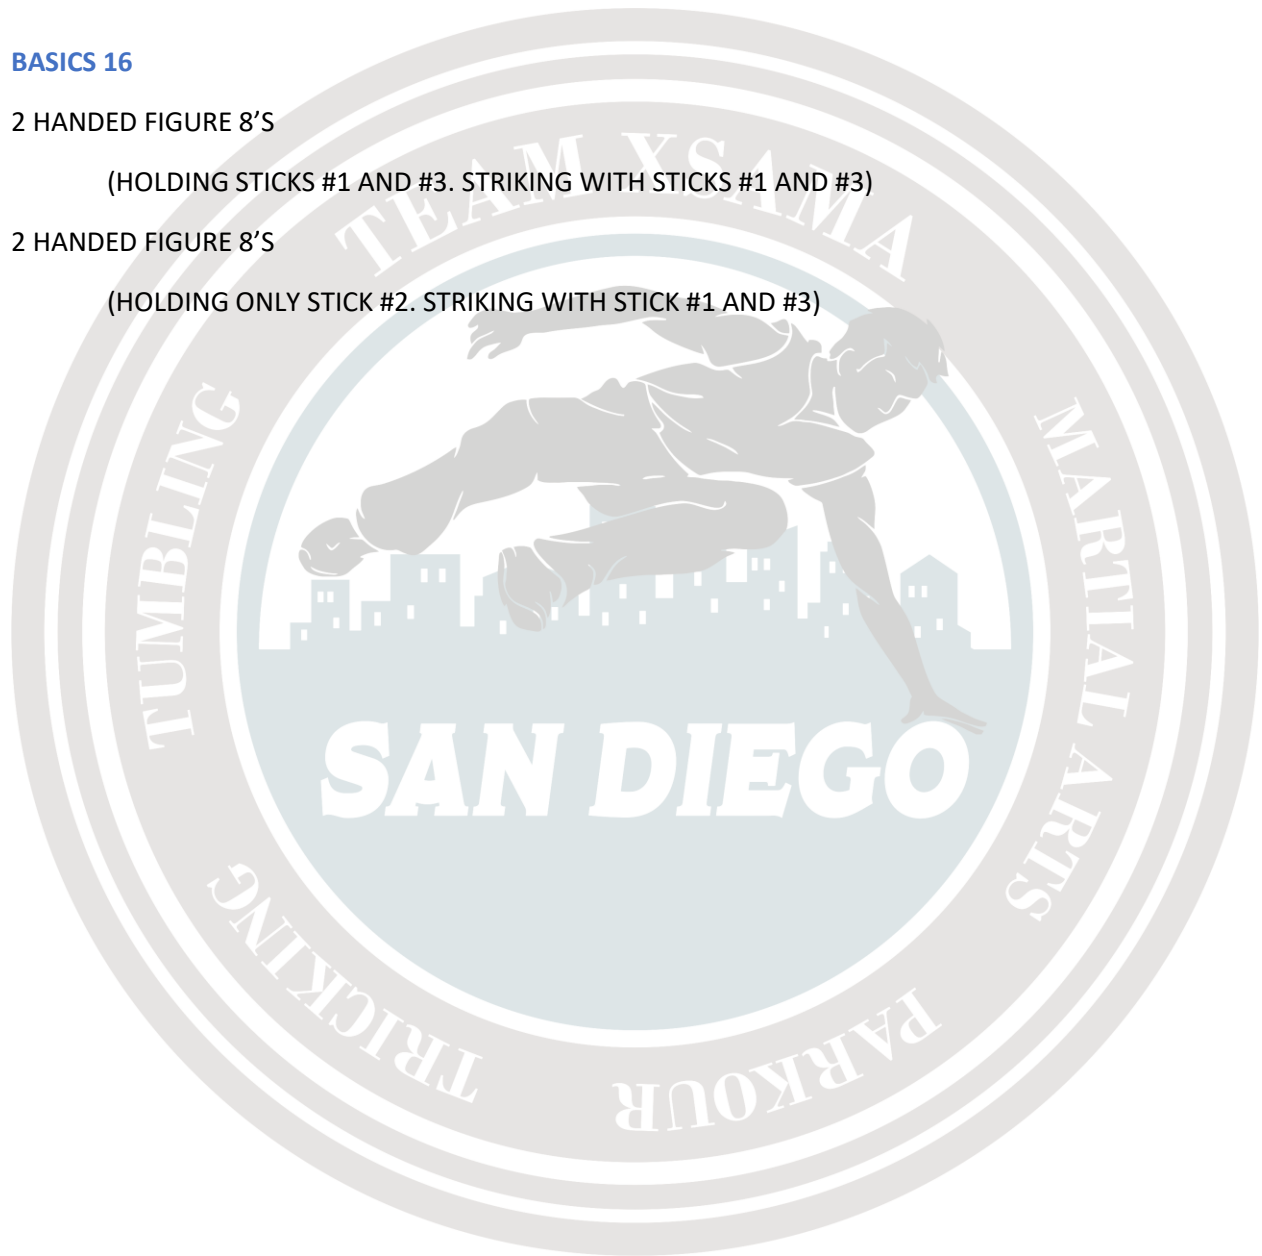 BASICS 16
2 HANDED FIGURE 8’S
(HOLDING STICKS #1 AND #3. STRIKING WITH STICKS #1 AND #3)
2 HANDED FIGURE 8’S
(HOLDING ONLY STICK #2. STRIKING WITH STICK #1 AND #3)
TEAM XSAMA
TUMBLING
MARTIAL ARTS
SAN DIEGO
TRICKING
PARKOUR